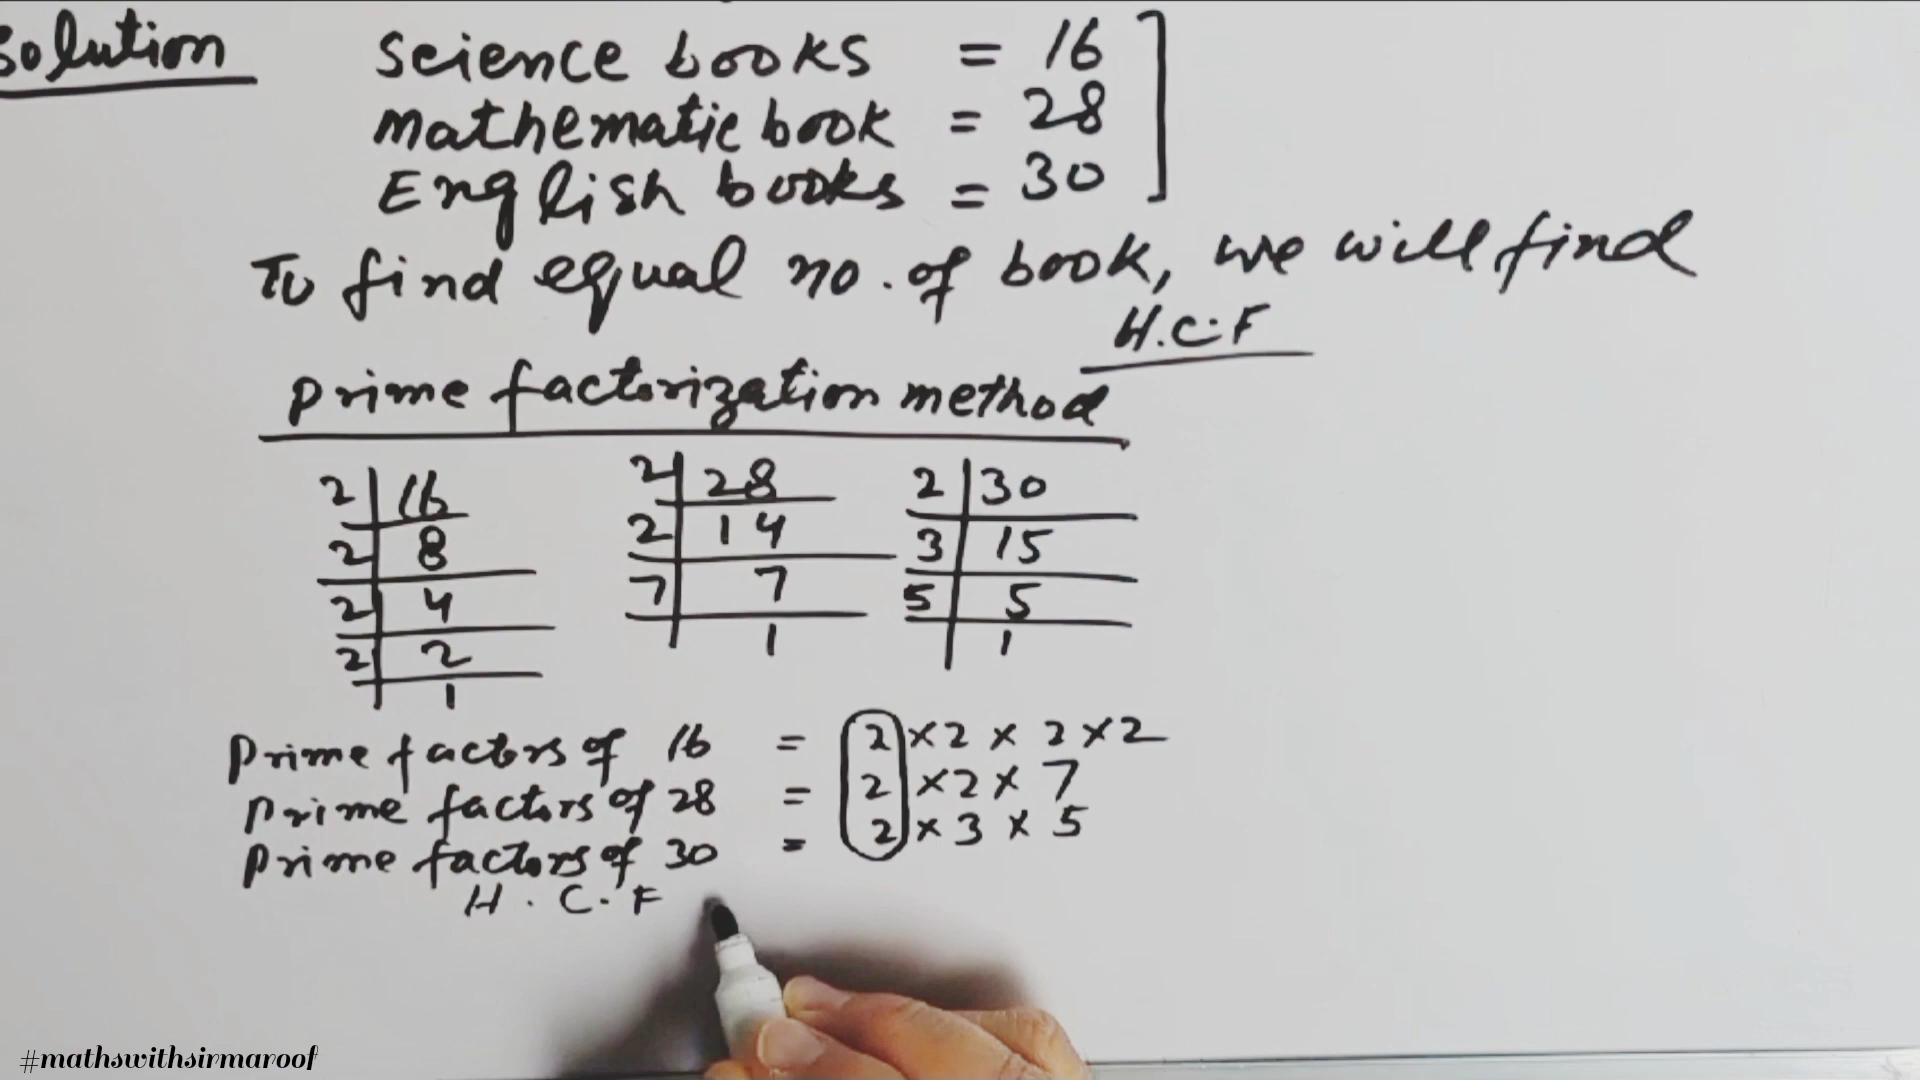 Solution
Science books = 16
mathematic book = 28
English books = 30
To find equal no. of book, we will find
H.C.F
prime factorization method
2 | 16
2 | 8
2 | 4
2 | 2
1
2 | 28
2 | 14
7 | 7
1
2 | 30
3 | 15
5 | 5
1
Prime factors of 16 = 2 × 2 × 2 × 2
Prime factors of 28 = 2 × 2 × 7
Prime factors of 30 = 2 × 3 × 5
H.C.F
#mathswithsirmaroof